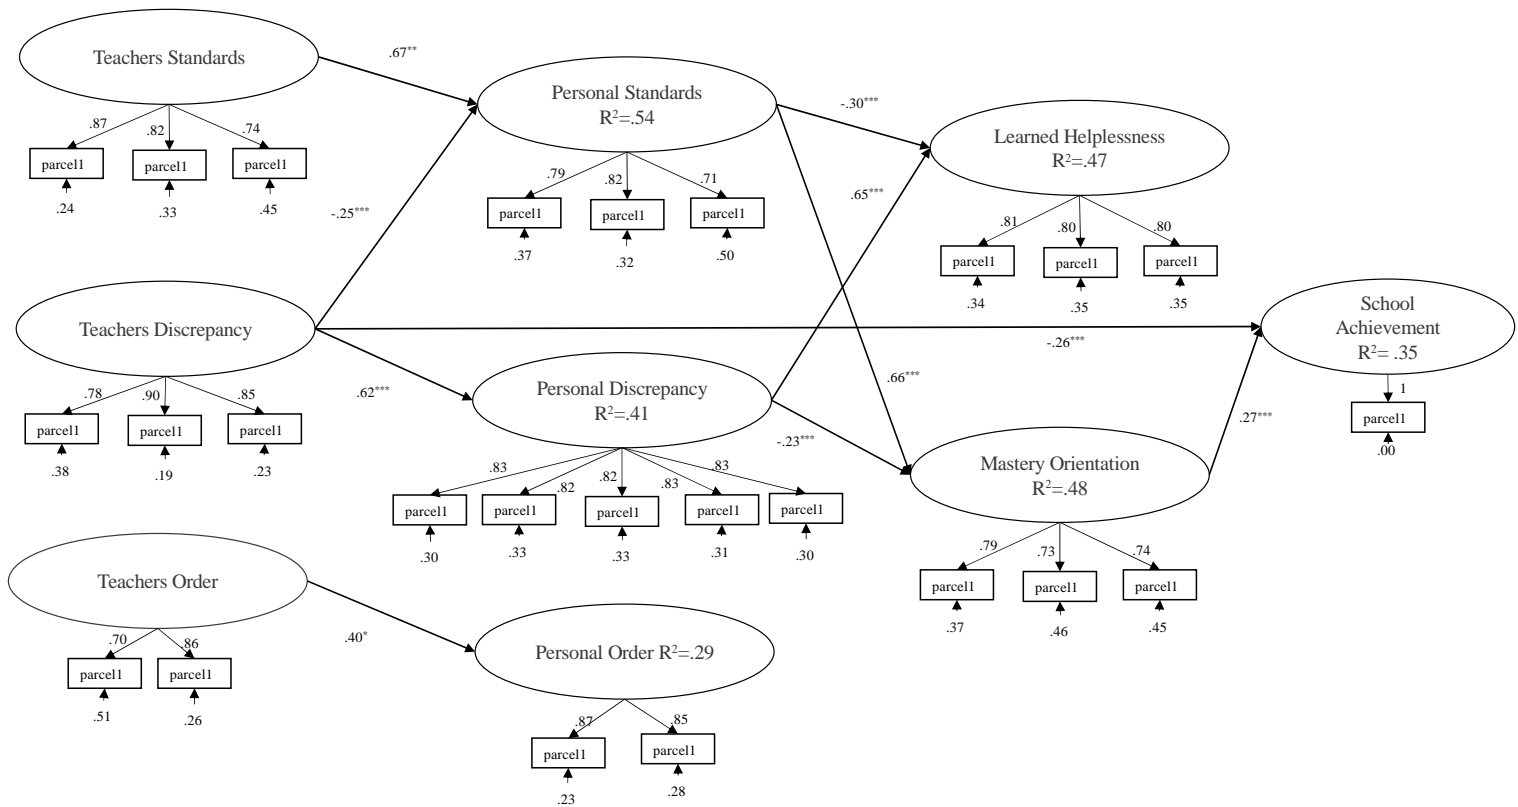 Teachers Standards
.67**
.87
.82
.74
parcel1
parcel1
parcel1
.24
.33
.45
Personal Standards
R²=.54
.79
.82
.71
parcel1
parcel1
parcel1
.37
.32
.50
-.30***
Learned Helplessness
R²=.47
.81
.80
.80
parcel1
parcel1
parcel1
.34
.35
.35
-.25***
.65***
Teachers Discrepancy
.78
.90
.85
parcel1
parcel1
parcel1
.38
.19
.23
.62***
-.26***
School
Achievement
R²= .35
1
parcel1
.00
Personal Discrepancy
R²=.41
.83
.82
.82
.83
.83
parcel1
parcel1
parcel1
parcel1
parcel1
.30
.33
.33
.31
.30
.66***
-.23***
.27***
Mastery Orientation
R²=.48
.79
.73
.74
parcel1
parcel1
parcel1
.37
.46
.45
Teachers Order
.70
.86
parcel1
parcel1
.51
.26
.40*
Personal Order R²=.29
.87
.85
parcel1
parcel1
.23
.28